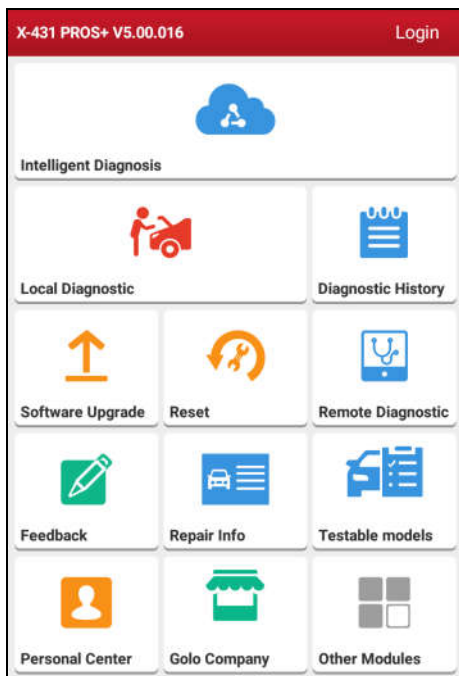 X-431 PROS+ V5.00.016 Login
Intelligent Diagnosis
Local Diagnostic Diagnostic History
Software Upgrade Reset Remote Diagnostic
Feedback Repair Info Testable models
Personal Center Golo Company Other Modules